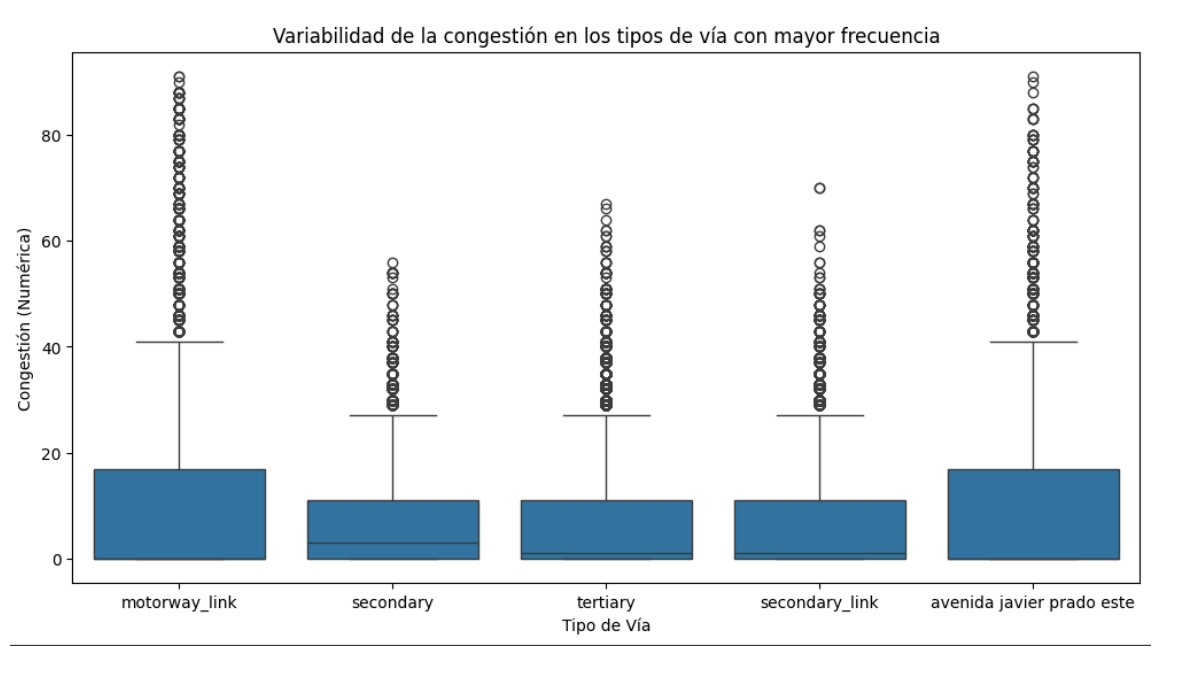 Variabilidad de la congestión en los tipos de vía con mayor frecuencia
Congestión (Numérica)
80
60
40
20
0
motorway_link secondary tertiary secondary_link avenida javier prado este
Tipo de Vía